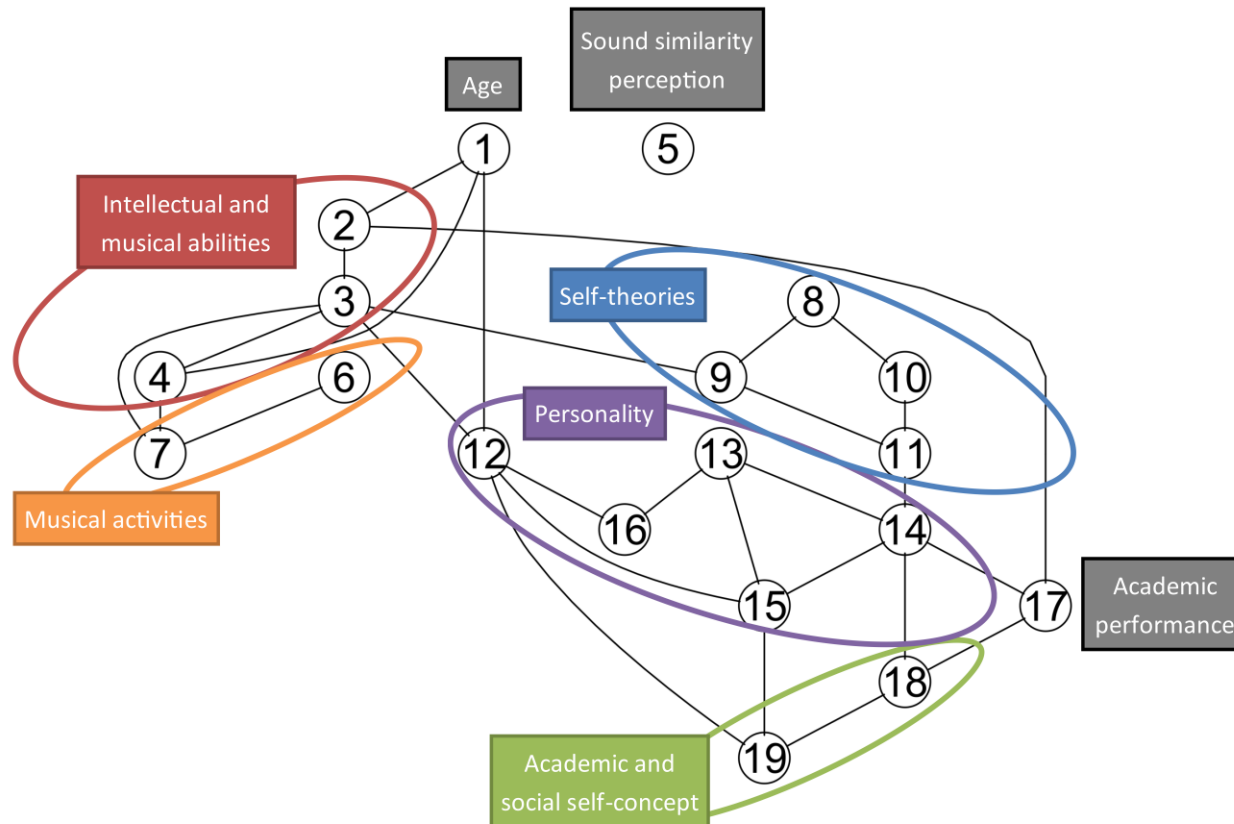 Sound similarity
perception
Age
1
5
Intellectual and
musical abilities
2
Self-theories
8
3
4
6
9
10
Personality
7
12
13
11
Musical activities
16
14
15
17
Academic
performance
18
19
Academic and
social self-concept